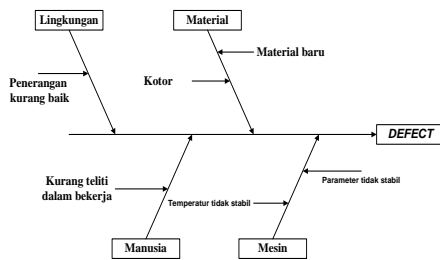 Lingkungan
Material
Material baru
Penerangan
kurang baik
Kotor
DEFECT
Kurang teliti
dalam bekerja
Parameter tidak stabil
Temperatur tidak stabil
Manusia
Mesin